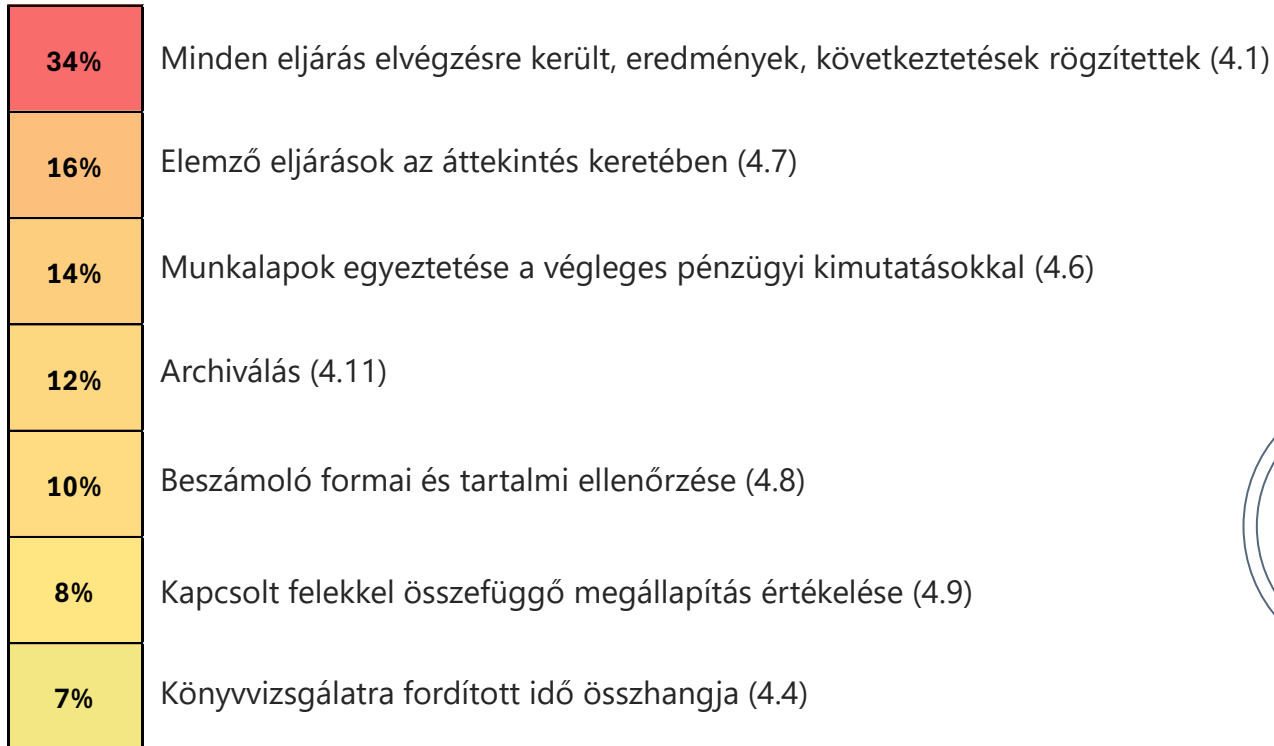 34% Minden eljárás elvégzésre került, eredmények, következtetések rögzítettek (4.1)
16% Elemző eljárások az áttekintés keretében (4.7)
14% Munkalapok egyeztetése a végleges pénzügyi kimutatásokkal (4.6)
12% Archiválás (4.11)
10% Beszámoló formai és tartalmi ellenőrzése (4.8)
8% Kapcsolt felekkel összefüggő megállapítás értékelése (4.9)
7% Könyvvizsgálatra fordított idő összhangja (4.4)